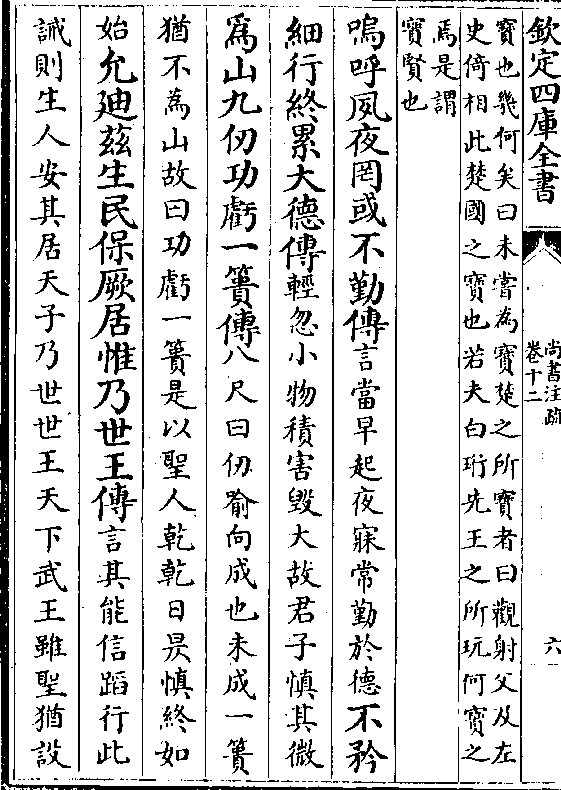 欽定四庫全書
尚書注疏
卷十二
六
寶也幾何矣曰未嘗為寶楚之所寶者曰觀射父及左
史倚相此楚國之寶也若夫白珩先王之所玩何寶之
焉是謂
寶賢也
嗚呼夙夜罔或不勤傳言當早起夜寐常勤於德不矜
細行終累大德傳輕忽小物積害毀大故君子慎其微
為山九仞功虧一簣傳八尺曰仞喻向成也未成一簣
猶不為山故曰功虧一簣是以聖人乾乾日昃慎終如
始允迪茲生民保厥居惟乃世王傳言其能信蹈行此
誡則生人安其居天子乃世世王天下武王雖聖猶設